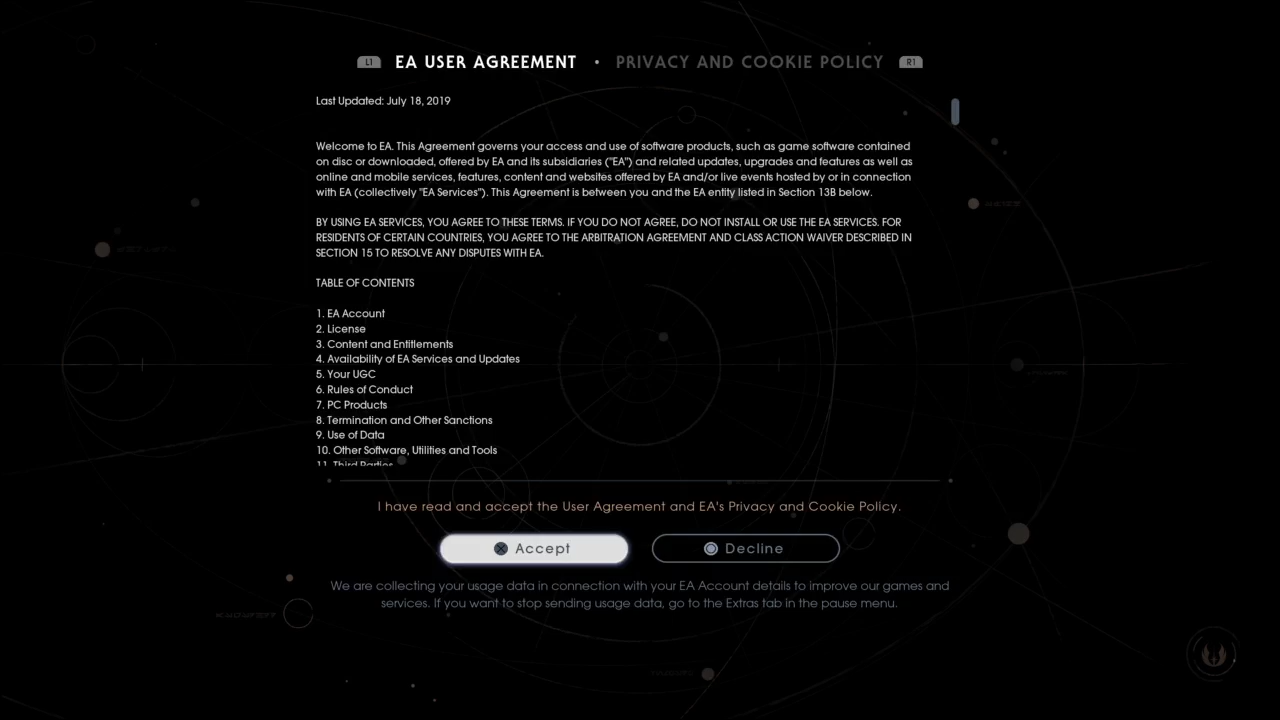 L1 EA USER AGREEMENT • PRIVACY AND COOKIE POLICY R1
Last Updated: July 18, 2019
Welcome to EA. This Agreement governs your access and use of software products, such as game software contained
on disc or downloaded, offered by EA and its subsidiaries ("EA") and related updates, upgrades and features as well as
online and mobile services, features, content and websites offered by EA and/or live events hosted by or in connection
with EA (collectively "EA Services"). This Agreement is between you and the EA entity listed in Section 13B below.
BY USING EA SERVICES, YOU AGREE TO THESE TERMS. IF YOU DO NOT AGREE, DO NOT INSTALL OR USE THE EA SERVICES. FOR
RESIDENTS OF CERTAIN COUNTRIES, YOU AGREE TO THE ARBITRATION AGREEMENT AND CLASS ACTION WAIVER DESCRIBED IN
SECTION 15 TO RESOLVE ANY DISPUTES WITH EA.
TABLE OF CONTENTS
1. EA Account
2. License
3. Content and Entitlements
4. Availability of EA Services and Updates
5. Your UGC
6. Rules of Conduct
7. PC Products
8. Termination and Other Sanctions
9. Use of Data
10. Other Software, Utilities and Tools
11. Third Parties
I have read and accept the User Agreement and EA's Privacy and Cookie Policy.
Accept Decline
We are collecting your usage data in connection with your EA Account details to improve our games and
services. If you want to stop sending usage data, go to the Extras tab in the pause menu.